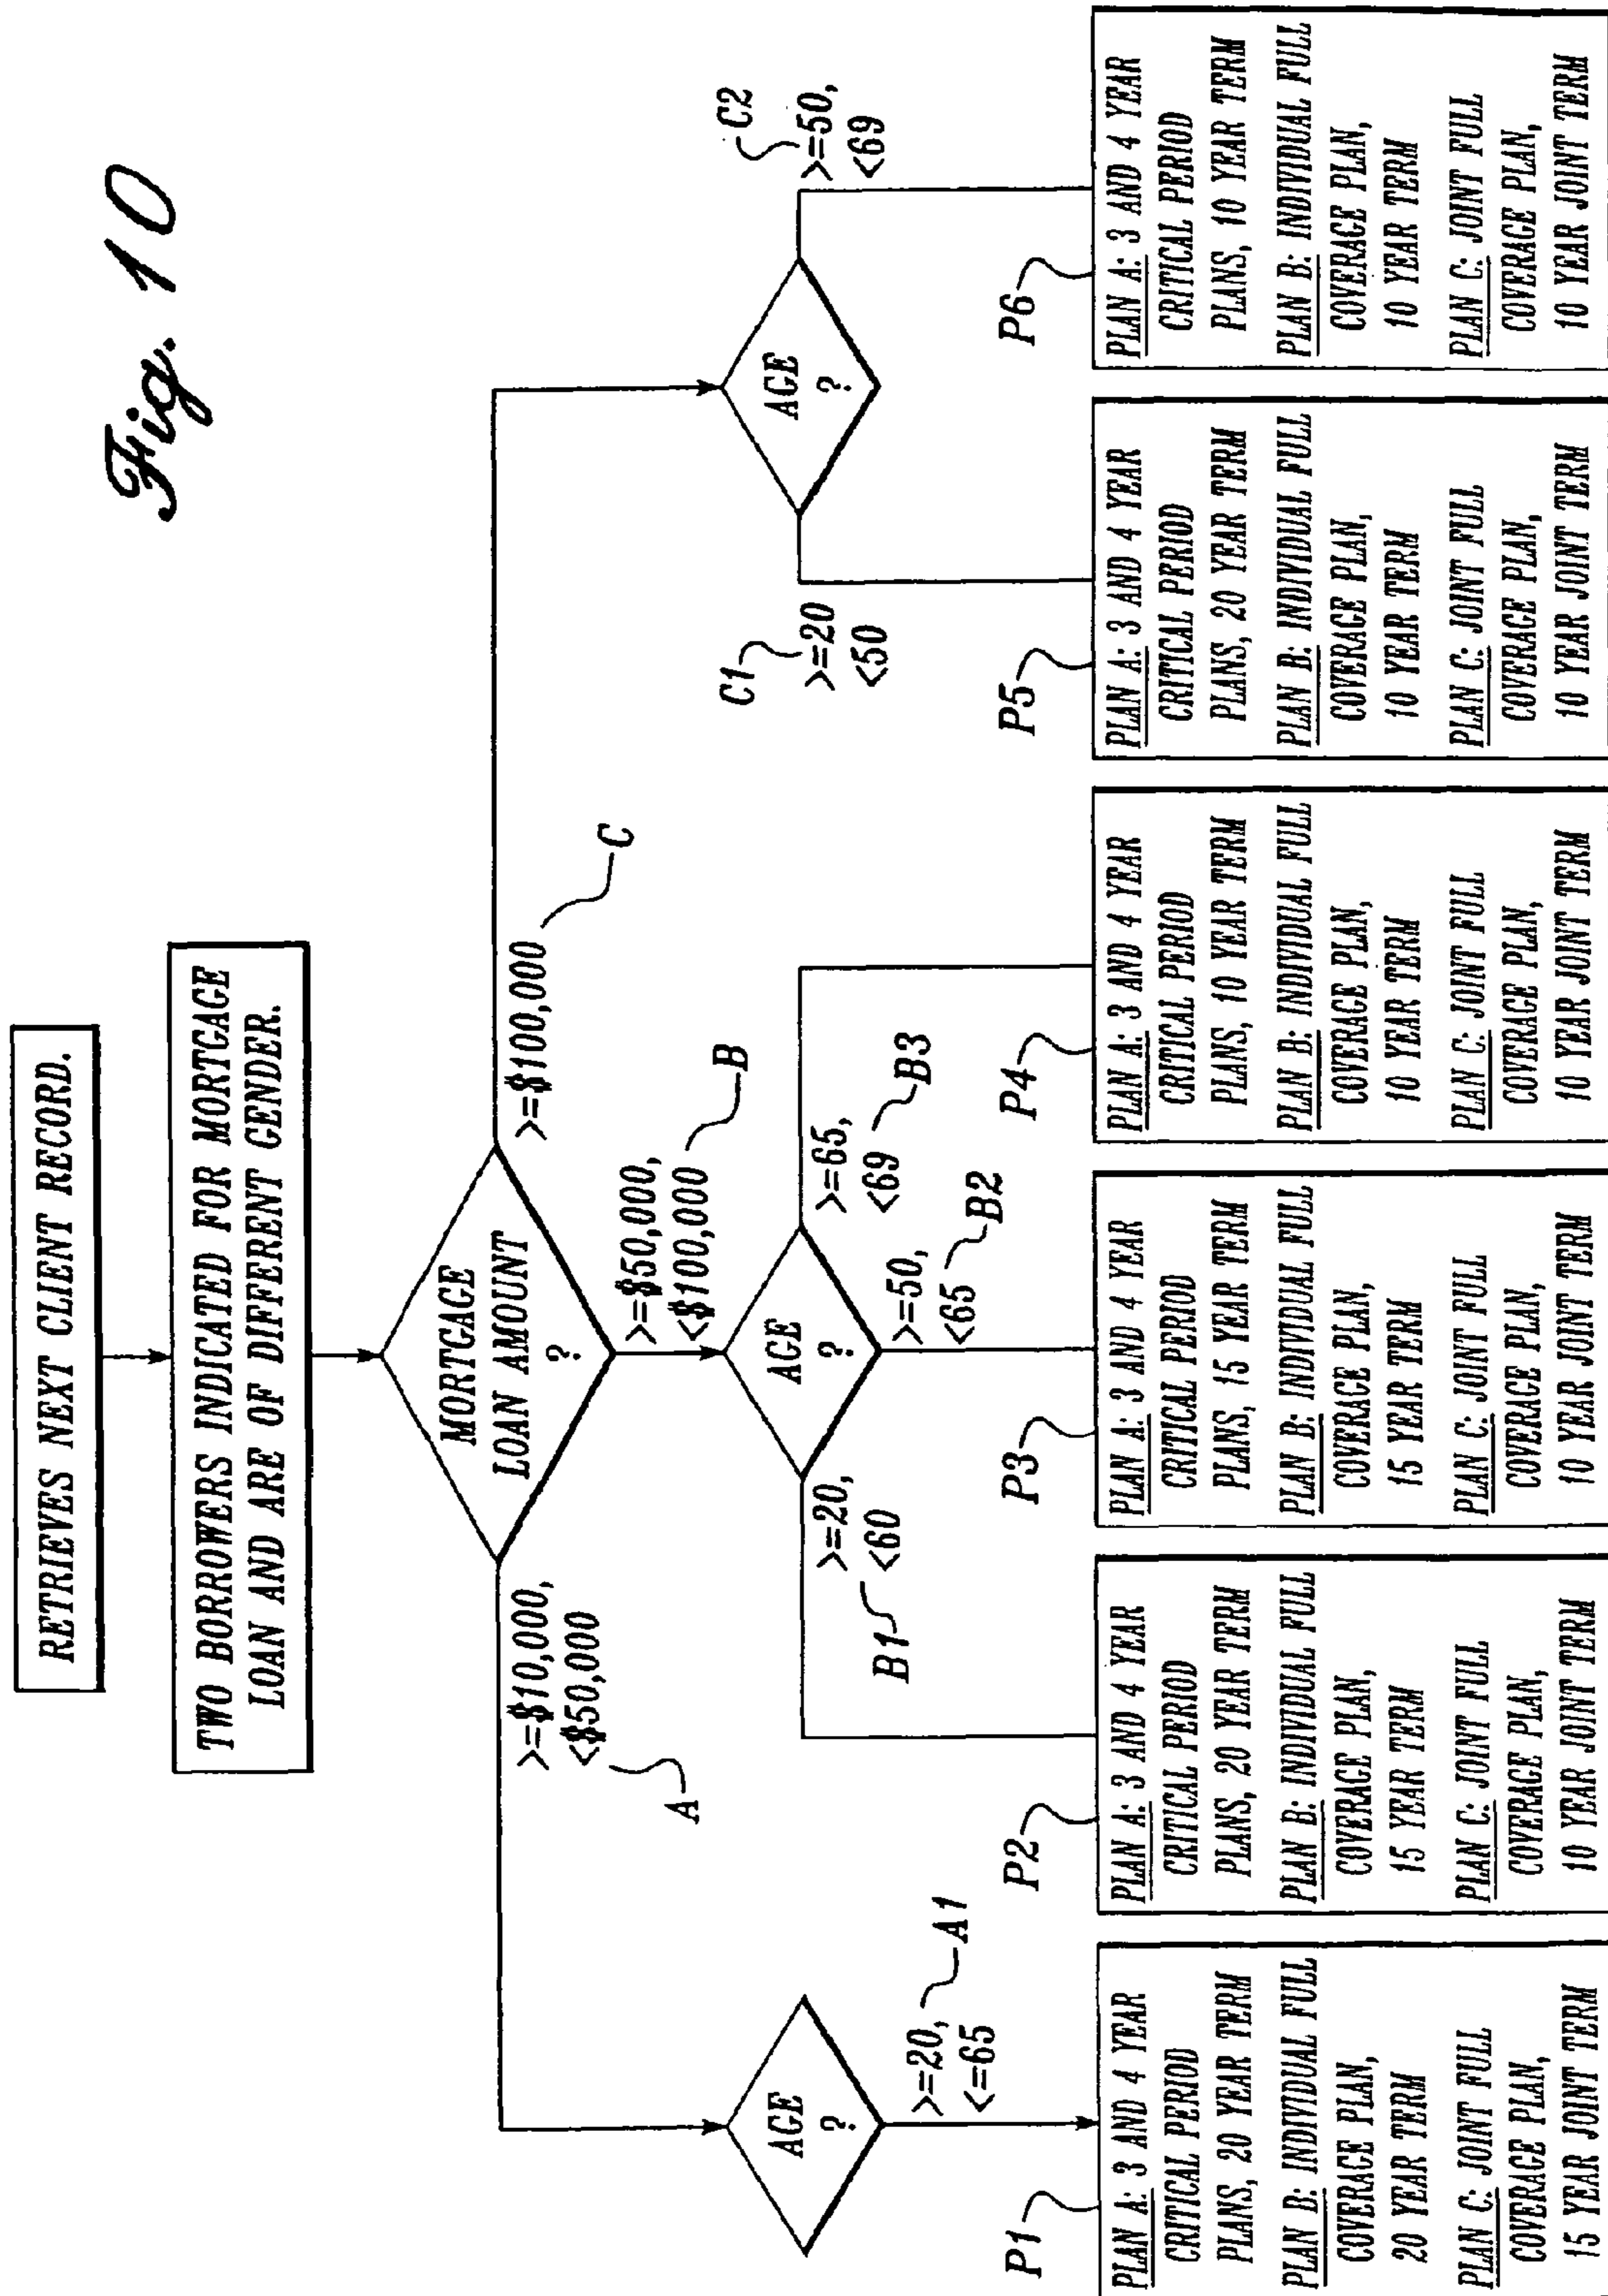 Fig. 10
RETRIEVES NEXT CLIENT RECORD.
TWO BORROWERS INDICATED FOR MORTGAGE
LOAN AND ARE OF DIFFERENT GENDER.
MORTGAGE
LOAN AMOUNT
?
>=$10,000,
<$50,000
A
>=$50,000,
<$100,000
B
>=$100,000
C
AGE
?
>=20,
<=65
A1
AGE
?
>=20,
<60
B1
>=50,
<65
B2
>=65,
<69
B3
AGE
?
C1
>=20
<50
C2
>=50,
<69
P1
PLAN A: 3 AND 4 YEAR
CRITICAL PERIOD
PLANS, 20 YEAR TERM
PLAN B: INDIVIDUAL FULL
COVERAGE PLAN,
20 YEAR TERM
PLAN C: JOINT FULL
COVERAGE PLAN,
15 YEAR JOINT TERM
P2
PLAN A: 3 AND 4 YEAR
CRITICAL PERIOD
PLANS, 20 YEAR TERM
PLAN B: INDIVIDUAL FULL
COVERAGE PLAN,
15 YEAR TERM
PLAN C: JOINT FULL
COVERAGE PLAN,
10 YEAR JOINT TERM
P3
PLAN A: 3 AND 4 YEAR
CRITICAL PERIOD
PLANS, 15 YEAR TERM
PLAN B: INDIVIDUAL FULL
COVERAGE PLAN,
15 YEAR TERM
PLAN C: JOINT FULL
COVERAGE PLAN,
10 YEAR JOINT TERM
P4
PLAN A: 3 AND 4 YEAR
CRITICAL PERIOD
PLANS, 10 YEAR TERM
PLAN B: INDIVIDUAL FULL
COVERAGE PLAN,
10 YEAR TERM
PLAN C: JOINT FULL
COVERAGE PLAN,
10 YEAR JOINT TERM
P5
PLAN A: 3 AND 4 YEAR
CRITICAL PERIOD
PLANS, 20 YEAR TERM
PLAN B: INDIVIDUAL FULL
COVERAGE PLAN,
10 YEAR TERM
PLAN C: JOINT FULL
COVERAGE PLAN,
10 YEAR JOINT TERM
P6
PLAN A: 3 AND 4 YEAR
CRITICAL PERIOD
PLANS, 10 YEAR TERM
PLAN B: INDIVIDUAL FULL
COVERAGE PLAN,
10 YEAR TERM
PLAN C: JOINT FULL
COVERAGE PLAN,
10 YEAR JOINT TERM